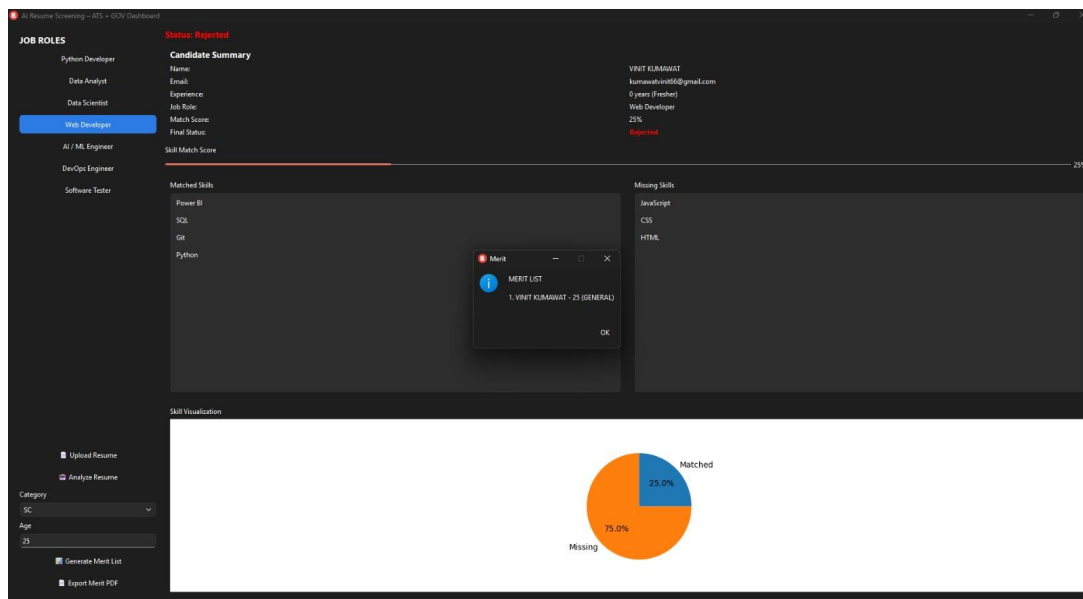 AI Resume Screening – ATS + GOV Dashboard
JOB ROLES
Python Developer
Data Analyst
Data Scientist
Web Developer
AI / ML Engineer
DevOps Engineer
Software Tester
Upload Resume
Analyze Resume
Category
SC
Age
25
Generate Merit List
Export Merit PDF
Status: Rejected
Candidate Summary
Name: VINIT KUMAWAT
Email: kumawatvinit66@gmail.com
Experience: 0 years (Fresher)
Job Role: Web Developer
Match Score: 25%
Final Status: Rejected
Skill Match Score
25%
Matched Skills
Power BI
SQL
Git
Python
Missing Skills
JavaScript
CSS
HTML
Merit
MERIT LIST
1. VINIT KUMAWAT - 25 (GENERAL)
OK
Skill Visualization
Matched
25.0%
75.0%
Missing